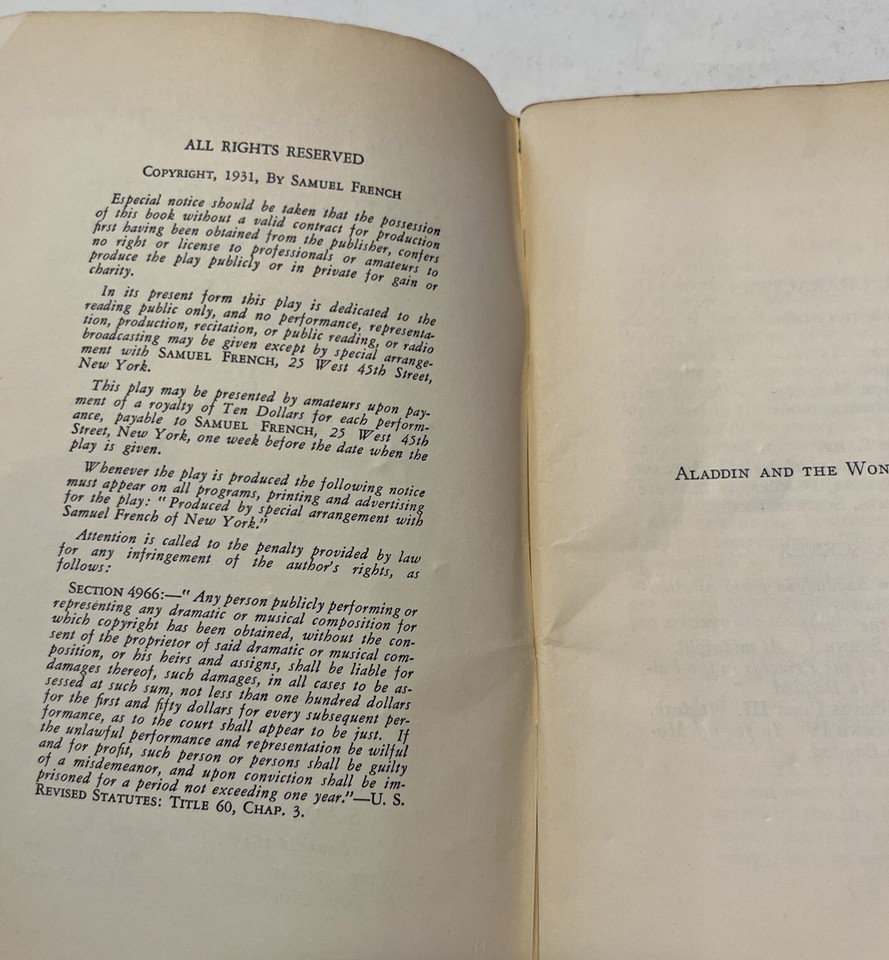 ALL RIGHTS RESERVED
COPYRIGHT, 1931, BY SAMUEL FRENCH
Especial notice should be taken that the possession
of this book without a valid contract for production
first having been obtained from the publisher, confers
no right or license to professionals or amateurs to
produce the play publicly or in private for gain or
charity.
In its present form this play is dedicated to the
reading public only, and no performance, representa-
tion, production, recitation, or public reading, or radio
broadcasting may be given except by special arrange-
ment with SAMUEL FRENCH, 25 West 45th Street,
New York.
This play may be presented by amateurs upon pay-
ment of a royalty of Ten Dollars for each perform-
ance, payable to SAMUEL FRENCH, 25 West 45th
Street, New York, one week before the date when the
play is given.
Whenever the play is produced the following notice
must appear on all programs, printing and advertising
for the play: "Produced by special arrangement with
Samuel French of New York."
Attention is called to the penalty provided by law
for any infringement of the author's rights, as
follows:
SECTION 4966:—"Any person publicly performing or
representing any dramatic or musical composition for
which copyright has been obtained, without the con-
sent of the proprietor of said dramatic or musical com-
position, or his heirs and assigns, shall be liable for
damages thereof, such damages, in all cases to be as-
sessed at such sum, not less than one hundred dollars
for the first and fifty dollars for every subsequent per-
formance, as to the court shall appear to be just. If
the unlawful performance and representation be wilful
and for profit, such person or persons shall be guilty
of a misdemeanor, and upon conviction shall be im-
prisoned for a period not exceeding one year."—U. S.
REVISED STATUTES: TITLE 60, CHAP. 3.
ALADDIN AND THE WON